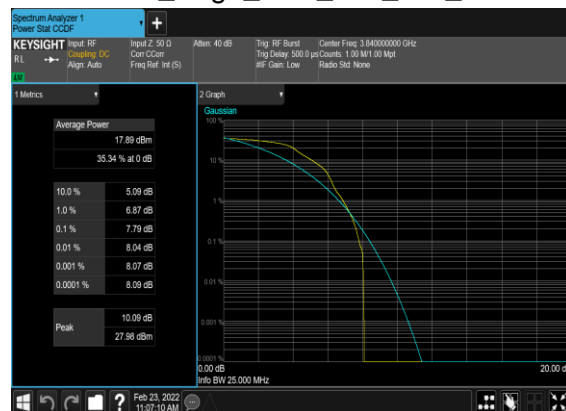 Spectrum Analyzer 1
Power Stat CCDF
KEYSIGHT Input: RF Input Z: 50 Ω Atten: 40 dB Trig: RF Burst Center Freq: 3.840000000 GHz
RL Coupling: DC Corr CCorr Trig Delay: 500.0 µs Counts: 1.00 M/1.00 Mpt
Align: Auto Freq Ref: Int (S) #IF Gain: Low Radio Std: None
1 Metrics
2 Graph
Average Power
17.89 dBm
35.34 % at 0 dB
10.0 % 5.09 dB
1.0 % 6.87 dB
0.1 % 7.79 dB
0.01 % 8.04 dB
0.001 % 8.07 dB
0.0001 % 8.09 dB
Peak
10.09 dB
27.98 dBm
Gaussian
100 %
10 %
1 %
0.1 %
0.01 %
0.001 %
0.0001 %
0.00 dB 20.00 d
Info BW 25.000 MHz
Feb 23, 2022
11:07:10 AM